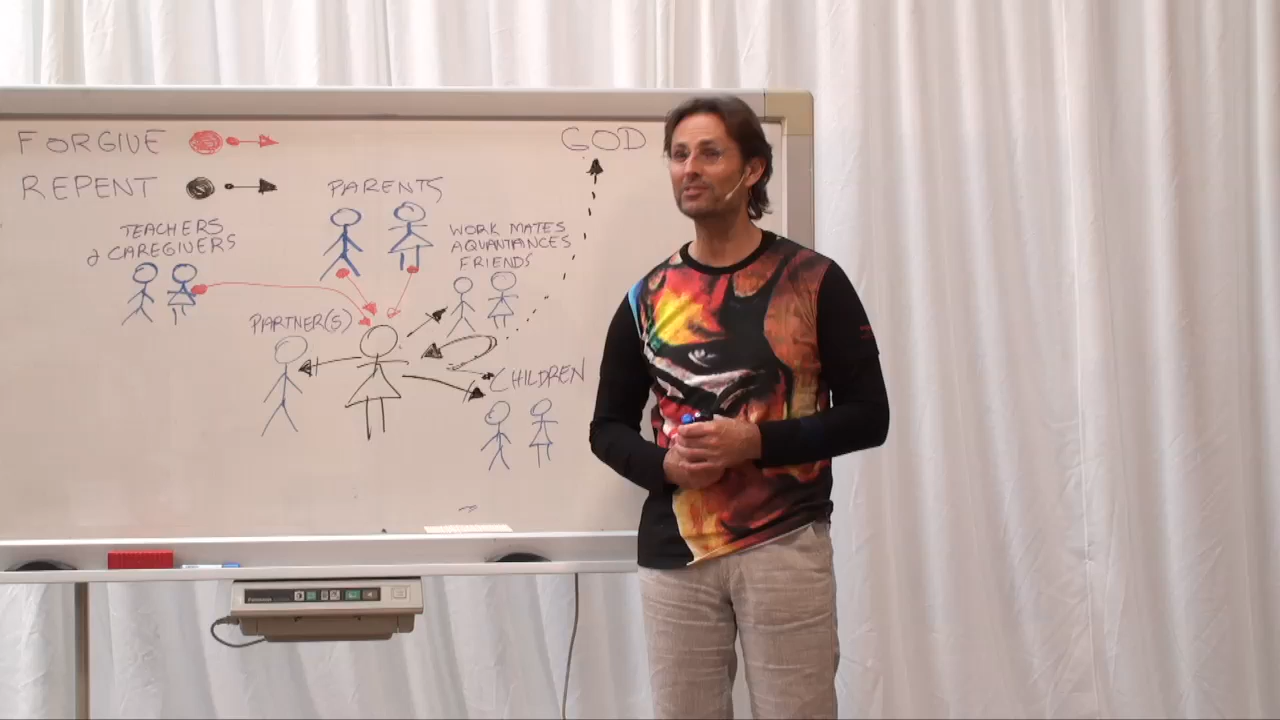 FORGIVE
REPENT
GOD
PARENTS
TEACHERS
& CAREGIVERS
WORK MATES
AQUANTANCES
FRIENDS
PARTNER(S)
CHILDREN